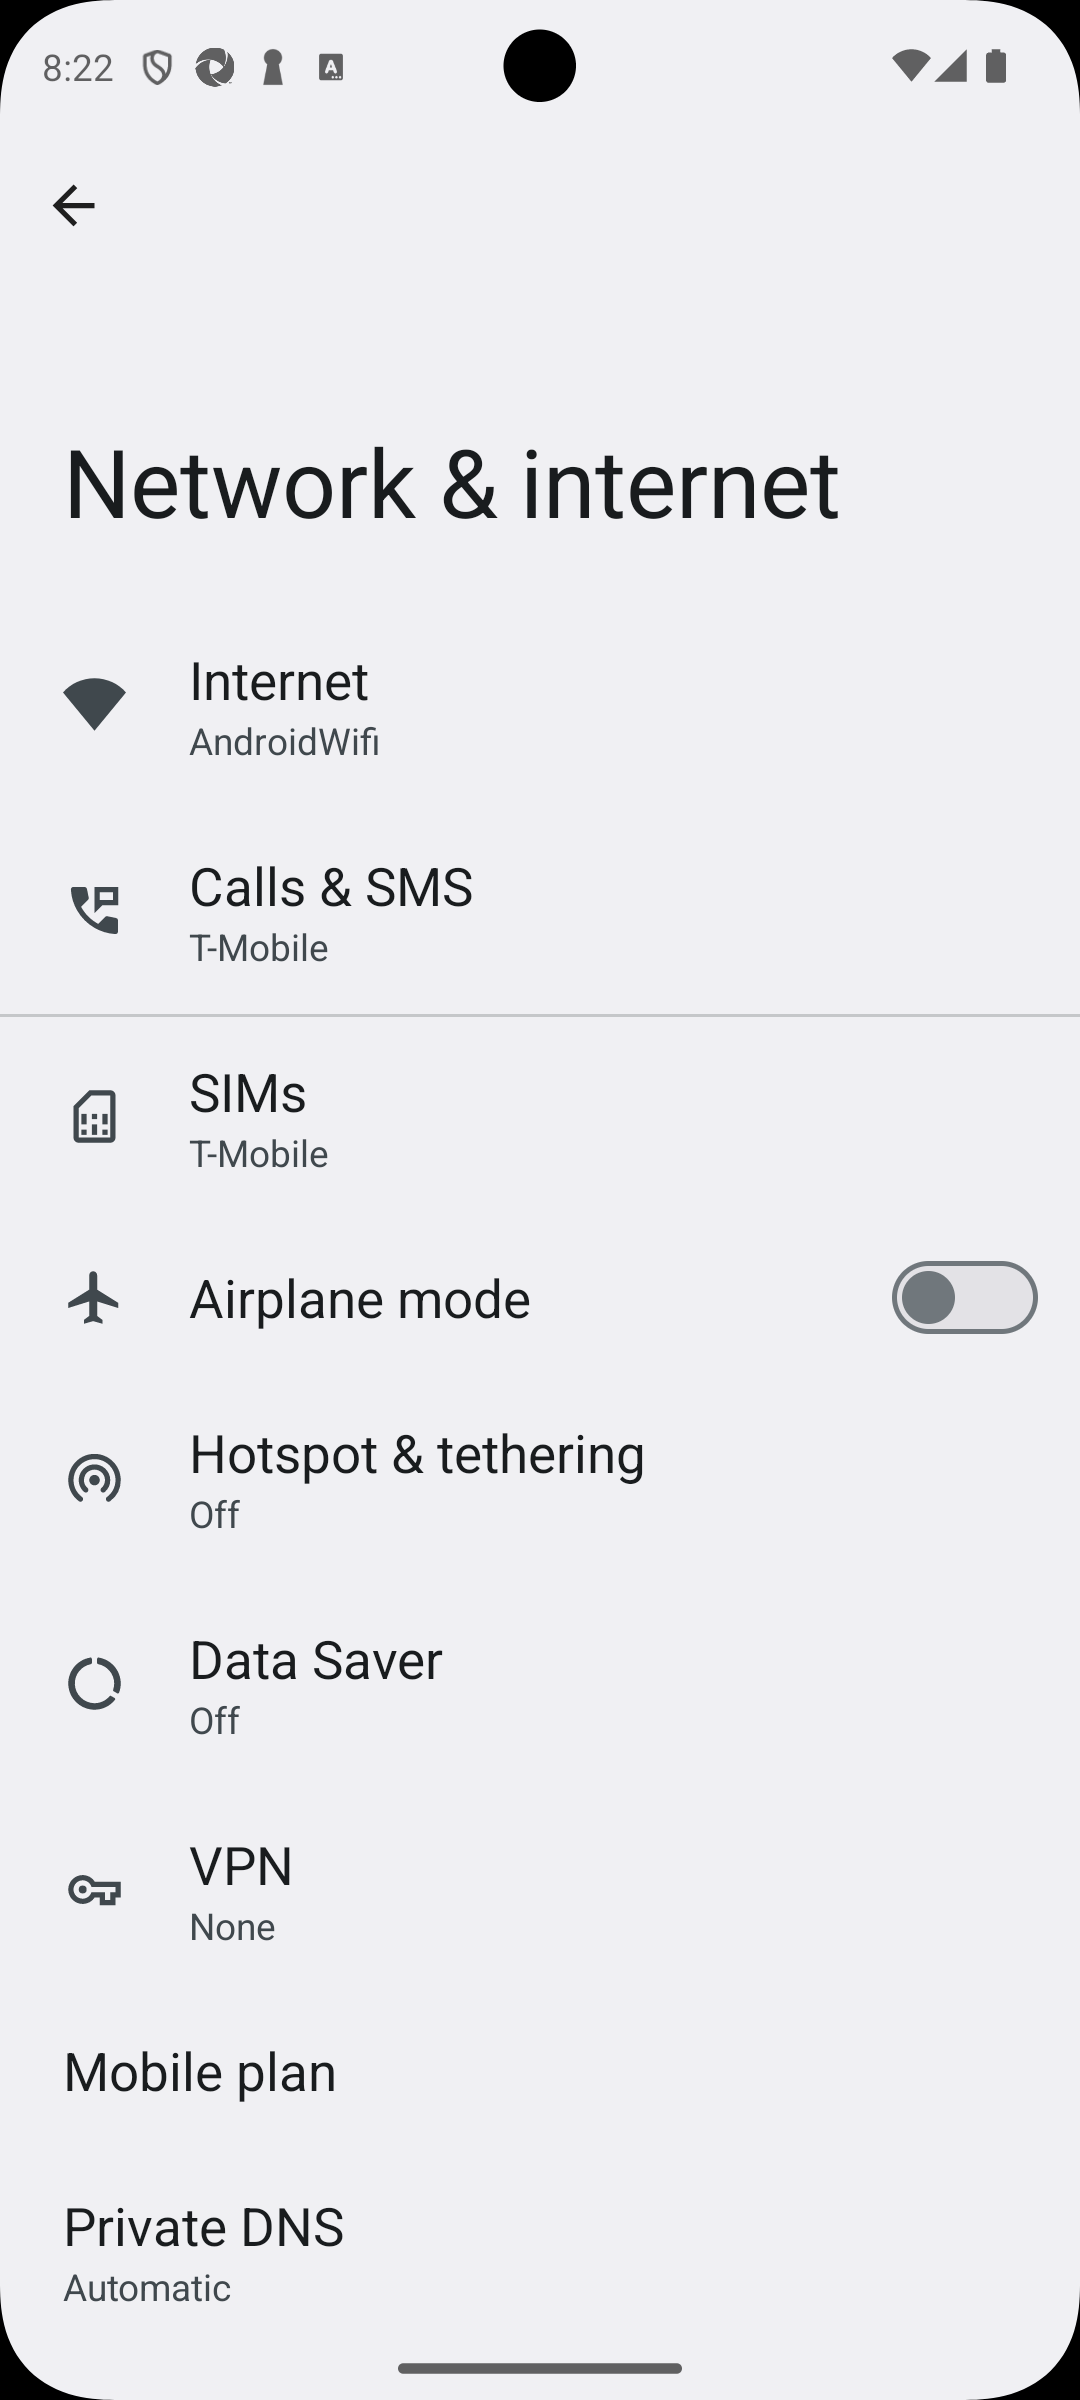 8:22
Network & internet
Internet
AndroidWifi
Calls & SMS
T-Mobile
SIMs
T-Mobile
Airplane mode
Hotspot & tethering
Off
Data Saver
Off
VPN
None
Mobile plan
Private DNS
Automatic